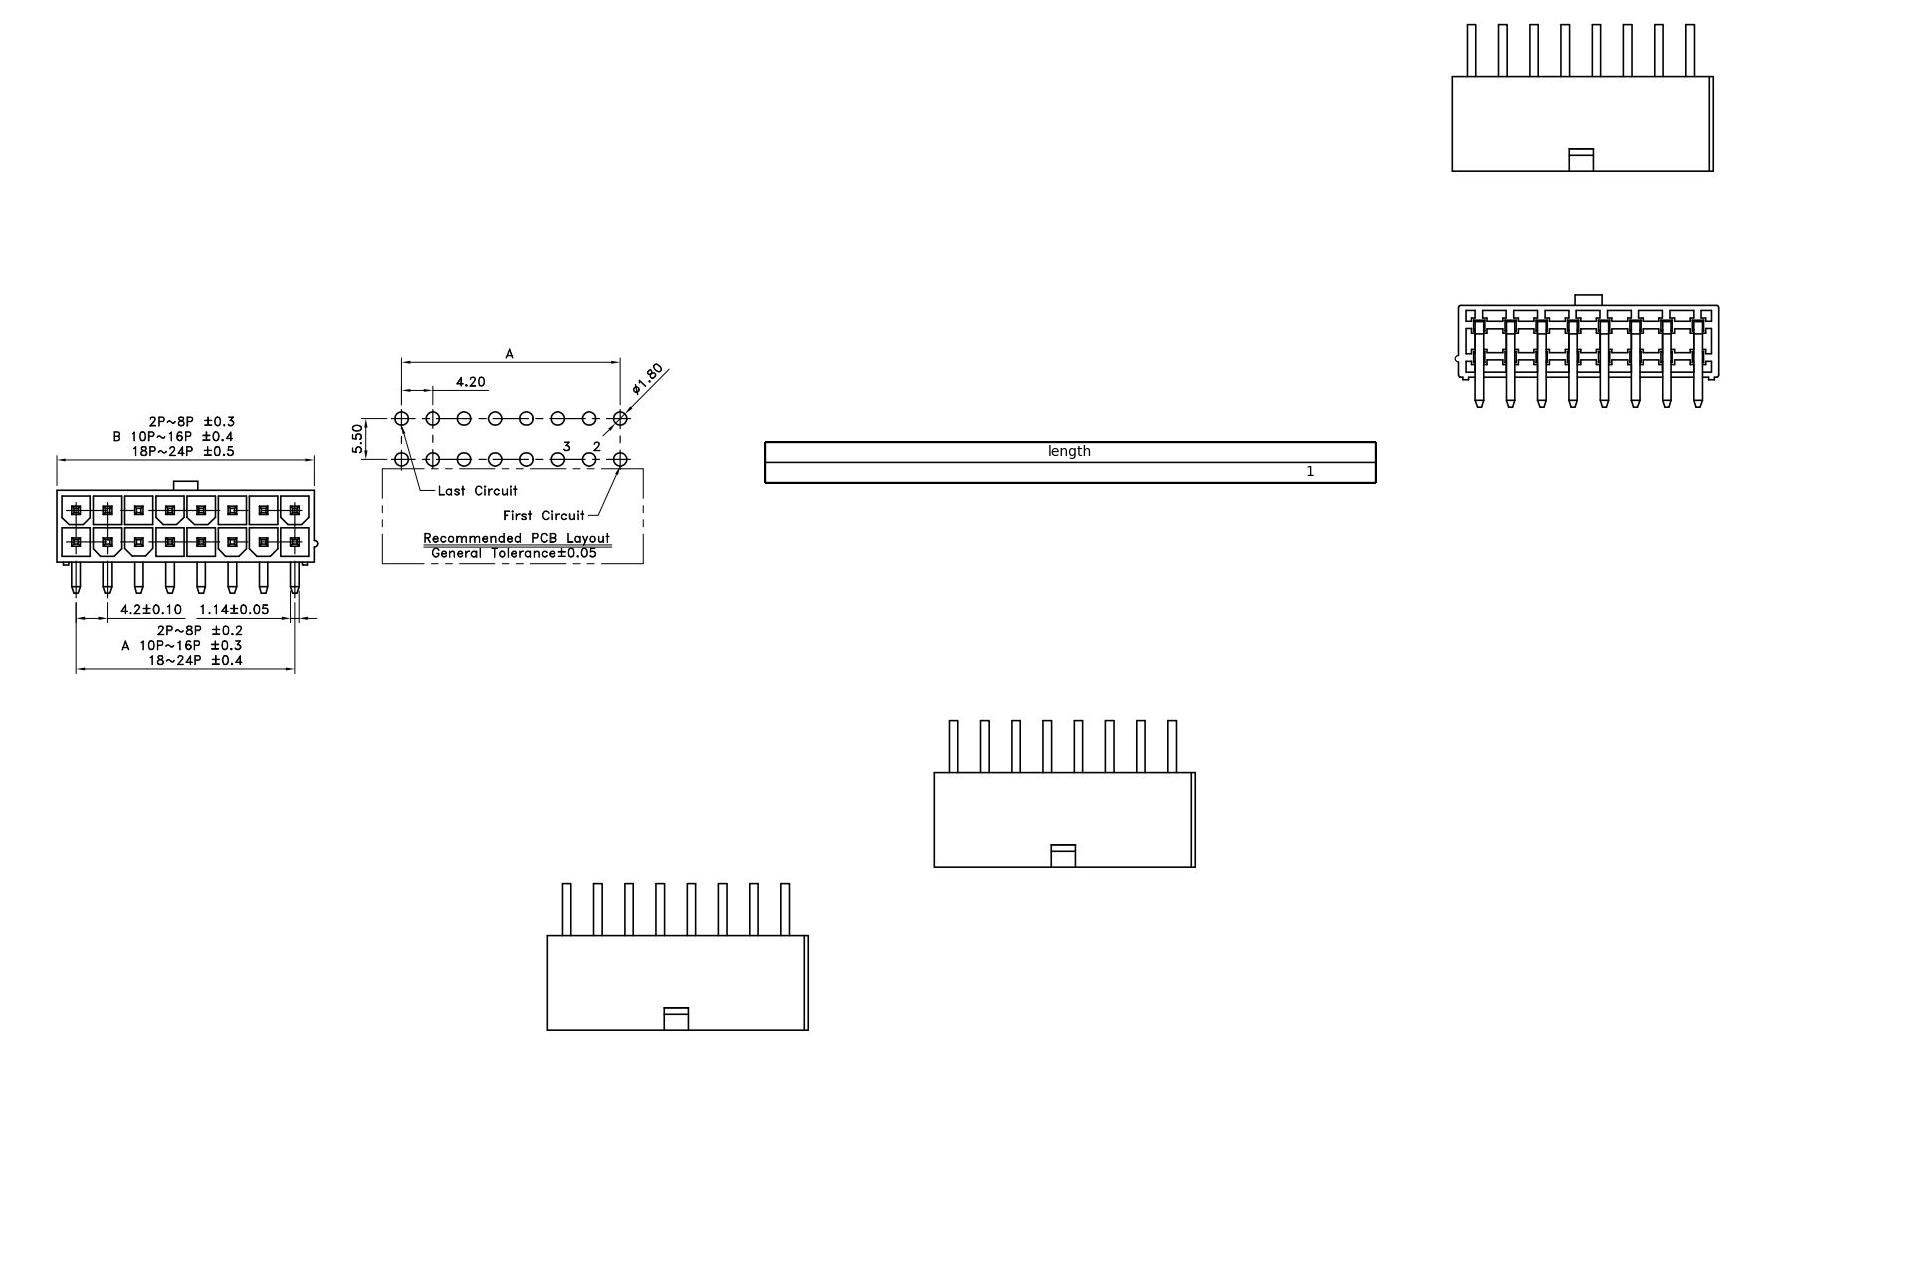 A
4.20
ø1.80
5.50
3
2
Last Circuit
First Circuit
Recommended PCB Layout
General Tolerance±0.05
2P~8P ±0.3
B 10P~16P ±0.4
18P~24P ±0.5
4.2±0.10
1.14±0.05
2P~8P ±0.2
A 10P~16P ±0.3
18~24P ±0.4
length
1